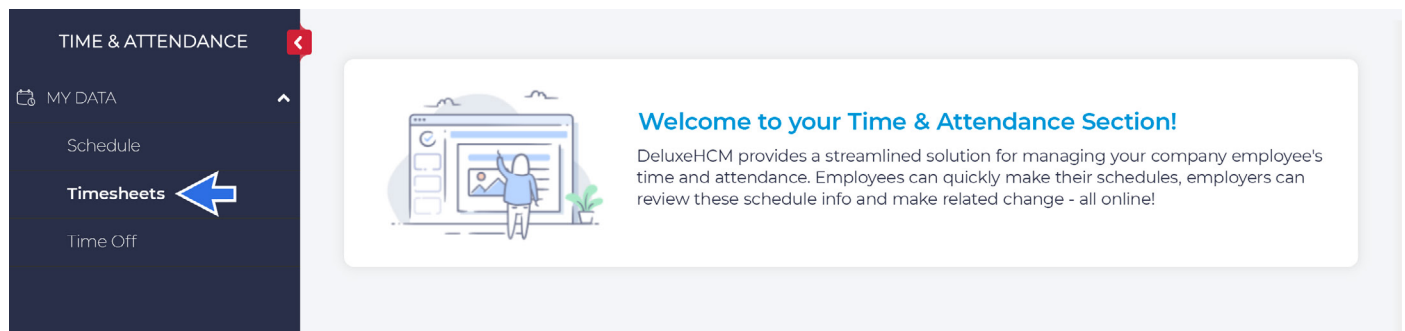 TIME & ATTENDANCE
MY DATA
Schedule
Timesheets
Time Off
Welcome to your Time & Attendance Section!
DeluxeHCM provides a streamlined solution for managing your company employee's
time and attendance. Employees can quickly make their schedules, employers can
review these schedule info and make related change - all online!